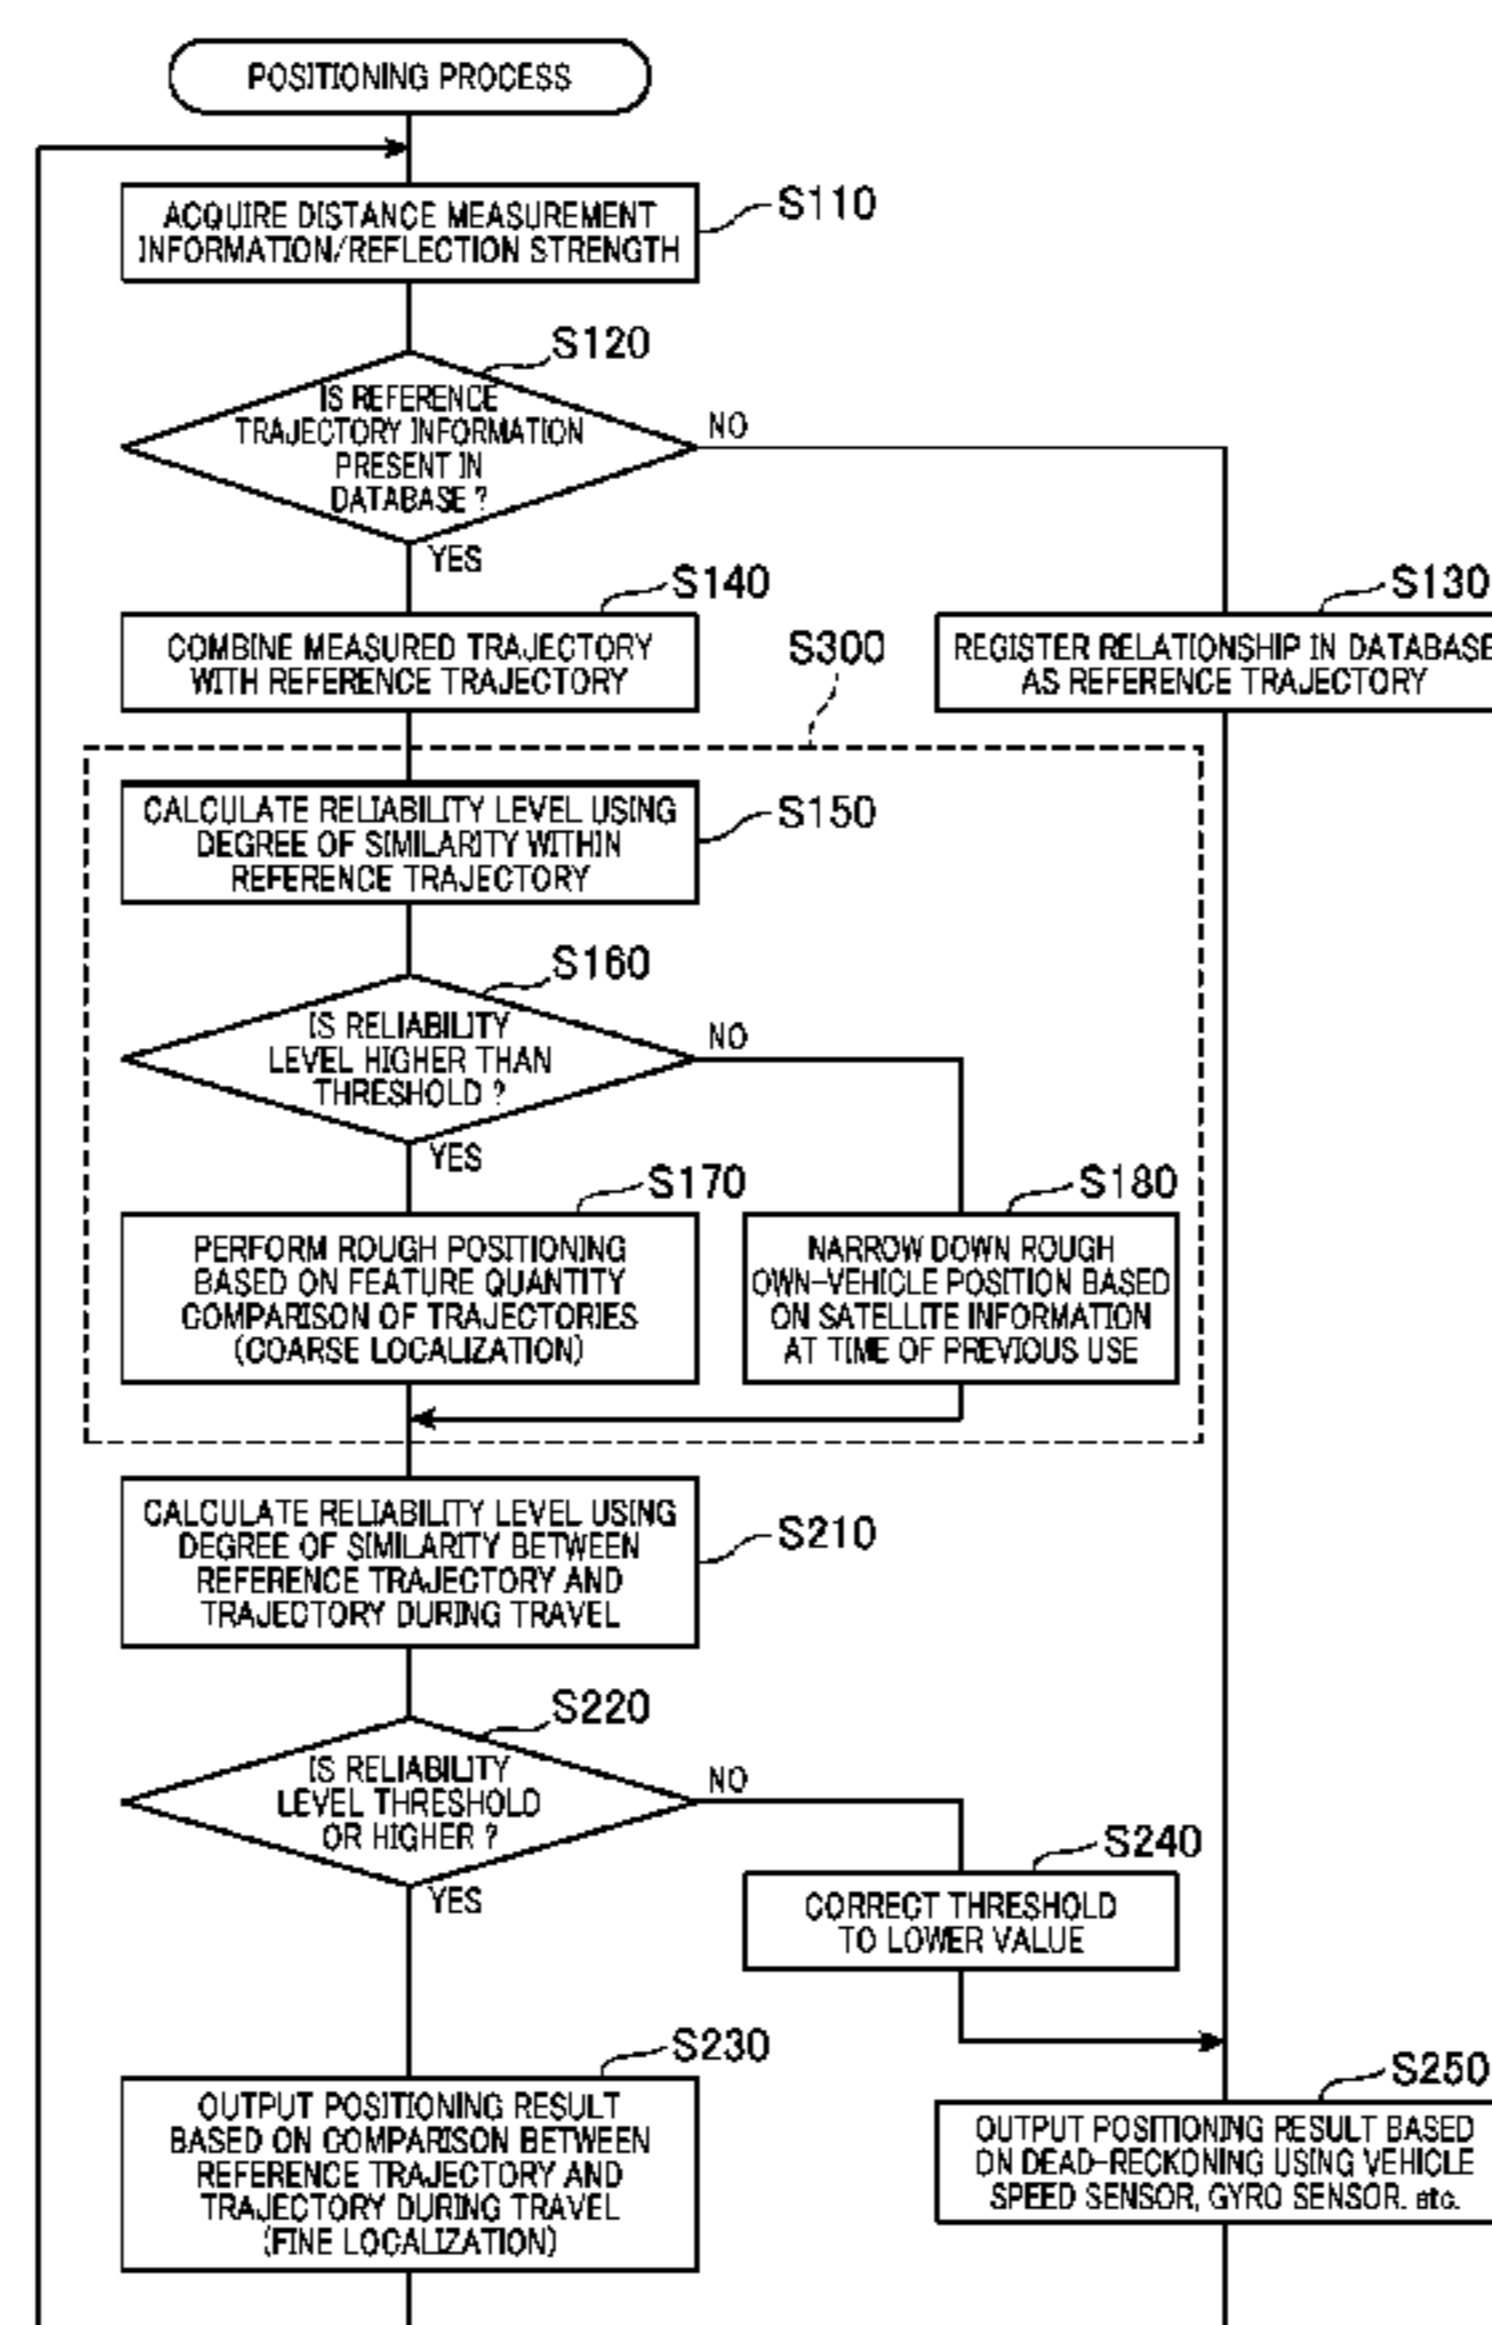 POSITIONING PROCESS
ACQUIRE DISTANCE MEASUREMENT
INFORMATION/REFLECTION STRENGTH
S110
S120
IS REFERENCE
TRAJECTORY INFORMATION
PRESENT IN
DATABASE ?
NO
YES
S140
COMBINE MEASURED TRAJECTORY
WITH REFERENCE TRAJECTORY
S300
S130
REGISTER RELATIONSHIP IN DATABASE
AS REFERENCE TRAJECTORY
CALCULATE RELIABILITY LEVEL USING
DEGREE OF SIMILARITY WITHIN
REFERENCE TRAJECTORY
S150
S160
IS RELIABILITY
LEVEL HIGHER THAN
THRESHOLD ?
NO
YES
S170
PERFORM ROUGH POSITIONING
BASED ON FEATURE QUANTITY
COMPARISON OF TRAJECTORIES
(COARSE LOCALIZATION)
S180
NARROW DOWN ROUGH
OWN-VEHICLE POSITION BASED
ON SATELLITE INFORMATION
AT TIME OF PREVIOUS USE
CALCULATE RELIABILITY LEVEL USING
DEGREE OF SIMILARITY BETWEEN
REFERENCE TRAJECTORY AND
TRAJECTORY DURING TRAVEL
S210
S220
IS RELIABILITY
LEVEL THRESHOLD
OR HIGHER ?
NO
YES
S240
CORRECT THRESHOLD
TO LOWER VALUE
S230
OUTPUT POSITIONING RESULT
BASED ON COMPARISON BETWEEN
REFERENCE TRAJECTORY AND
TRAJECTORY DURING TRAVEL
(FINE LOCALIZATION)
S250
OUTPUT POSITIONING RESULT BASED
ON DEAD-RECKONING USING VEHICLE
SPEED SENSOR, GYRO SENSOR. etc.